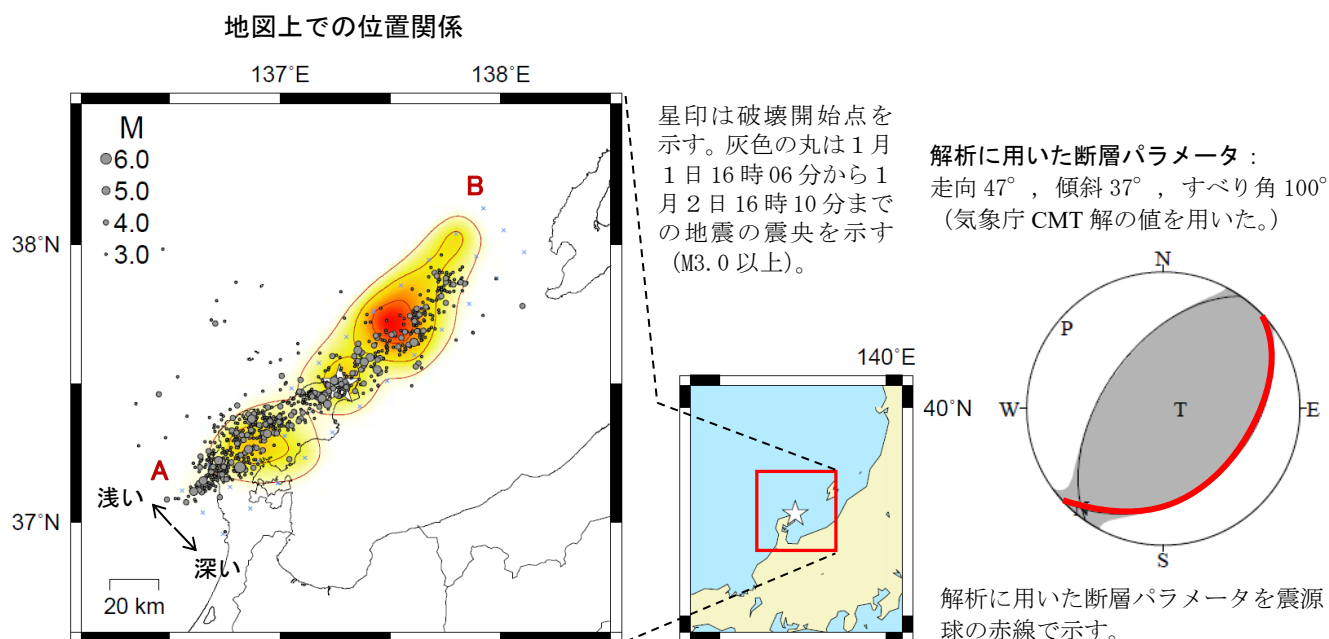 地図上での位置関係
137°E
138°E
38°N
37°N
M
6.0
5.0
4.0
3.0
B
A
浅い
深い
20 km
星印は破壊開始点を
示す。灰色の丸は１月
１日 16 時 06 分から１
月２日 16 時 10 分まで
の地震の震央を示す
（M3.0 以上）。
140°E
40°N
解析に用いた断層パラメータ：
走向 47°，傾斜 37°，すべり角 100°
（気象庁 CMT 解の値を用いた。）
N
P
W
T
E
N
S
解析に用いた断層パラメータを震源
球の赤線で示す。